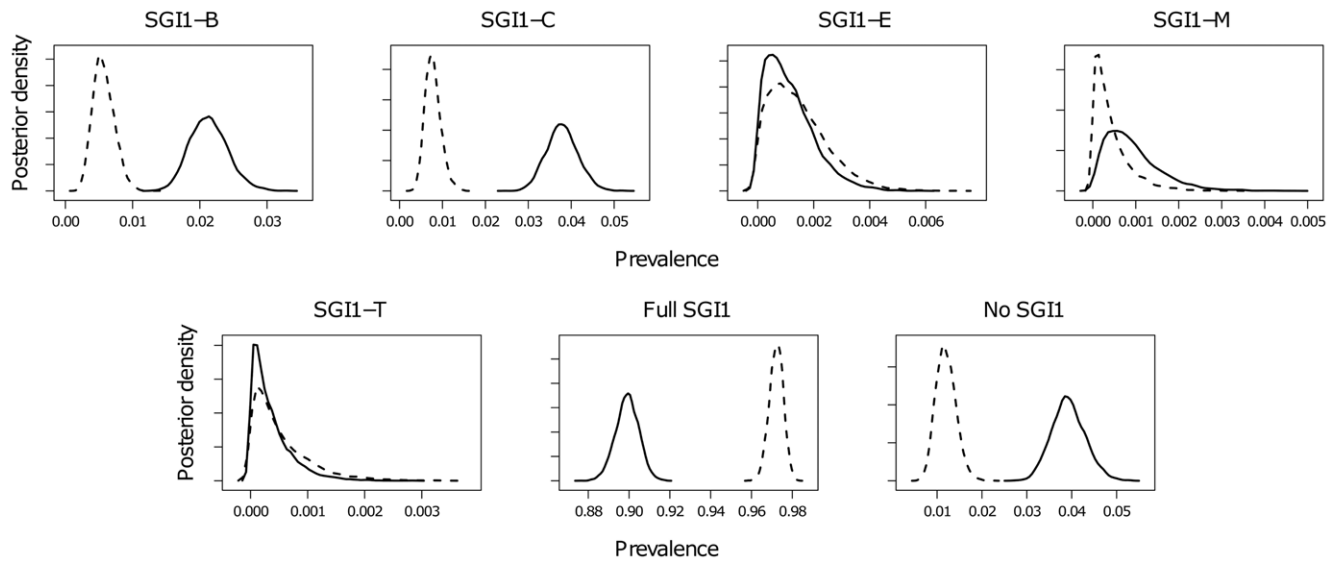 SGI1–B
SGI1–C
SGI1–E
SGI1–M
Posterior density
0.00 0.01 0.02 0.03
0.00 0.01 0.02 0.03 0.04 0.05
0.000 0.002 0.004 0.006
0.000 0.001 0.002 0.003 0.004 0.005
Prevalence
SGI1–T
Full SGI1
No SGI1
Posterior density
0.000 0.001 0.002 0.003
0.88 0.90 0.92 0.94 0.96 0.98
0.01 0.02 0.03 0.04 0.05
Prevalence